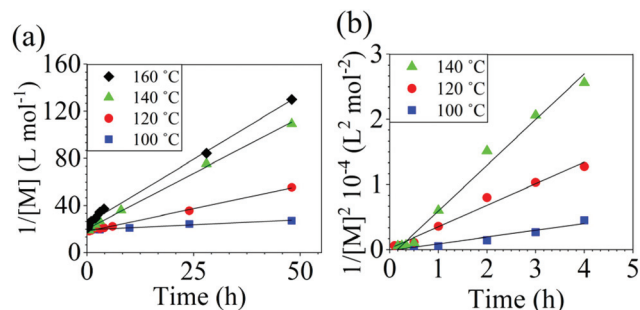 (a)
1/[M] (L mol⁻¹)
160
120
80
40
0
160 °C
140 °C
120 °C
100 °C
0
25
50
Time (h)
(b)
1/[M]² 10⁻⁴ (L² mol⁻²)
3
2
1
0
140 °C
120 °C
100 °C
0 1 2 3 4 5
Time (h)